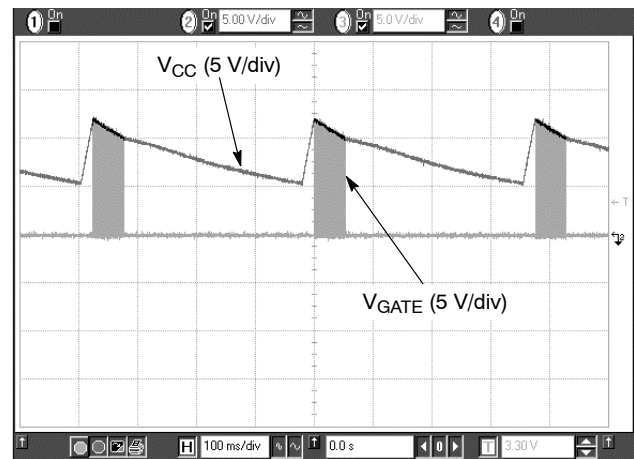 1 On 2 On 5.00 V/div 3 On 5.0 V/div 4 On
VCC (5 V/div)
T
VGATE (5 V/div)
H 100 ms/div 0.0 s 0 T 3.30 V